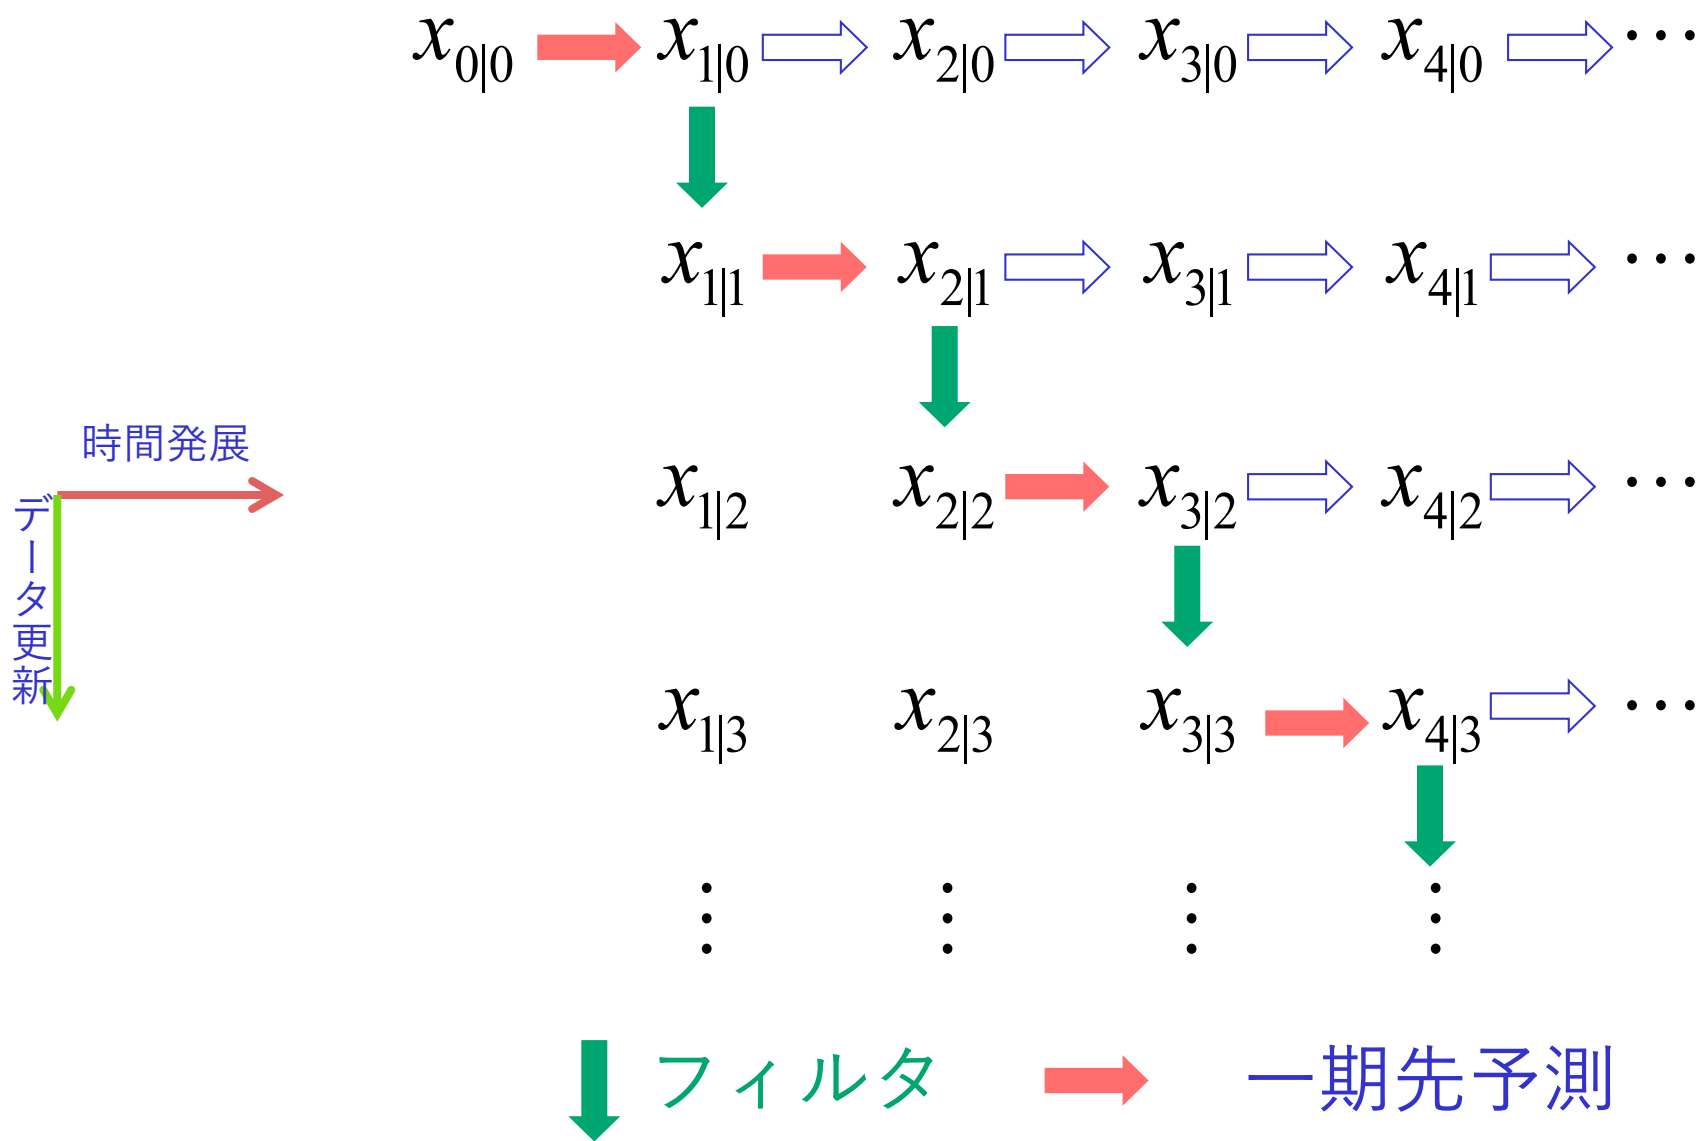 x0|0 x1|0 x2|0 x3|0 x4|0 ⋯
x1|1 x2|1 x3|1 x4|1 ⋯
時間発展
データ更新
x1|2 x2|2 x3|2 x4|2 ⋯
x1|3 x2|3 x3|3 x4|3 ⋯
⋮ ⋮ ⋮ ⋮
フィルタ 一期先予測